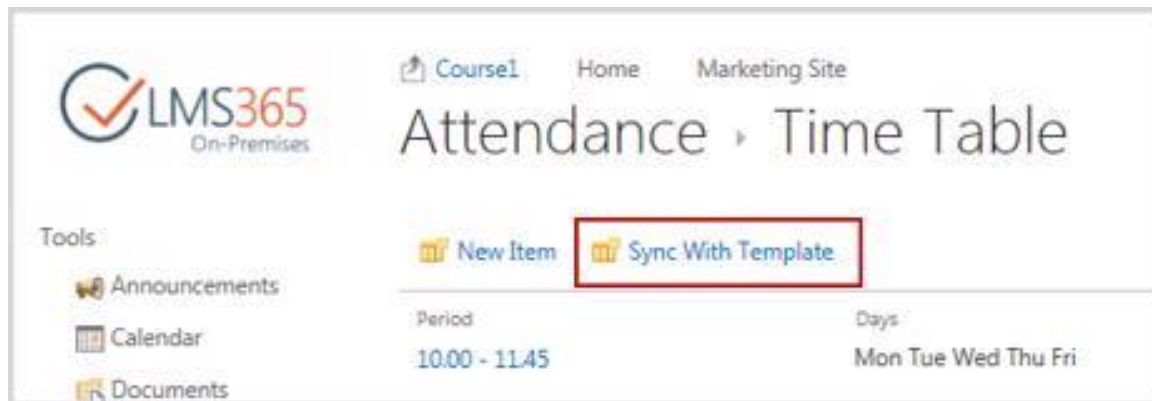 LMS365
On-Premises
Course1 Home Marketing Site
Attendance Time Table
Tools
Announcements
Calendar
Documents
New Item Sync With Template
Period Days
10.00 - 11.45 Mon Tue Wed Thu Fri